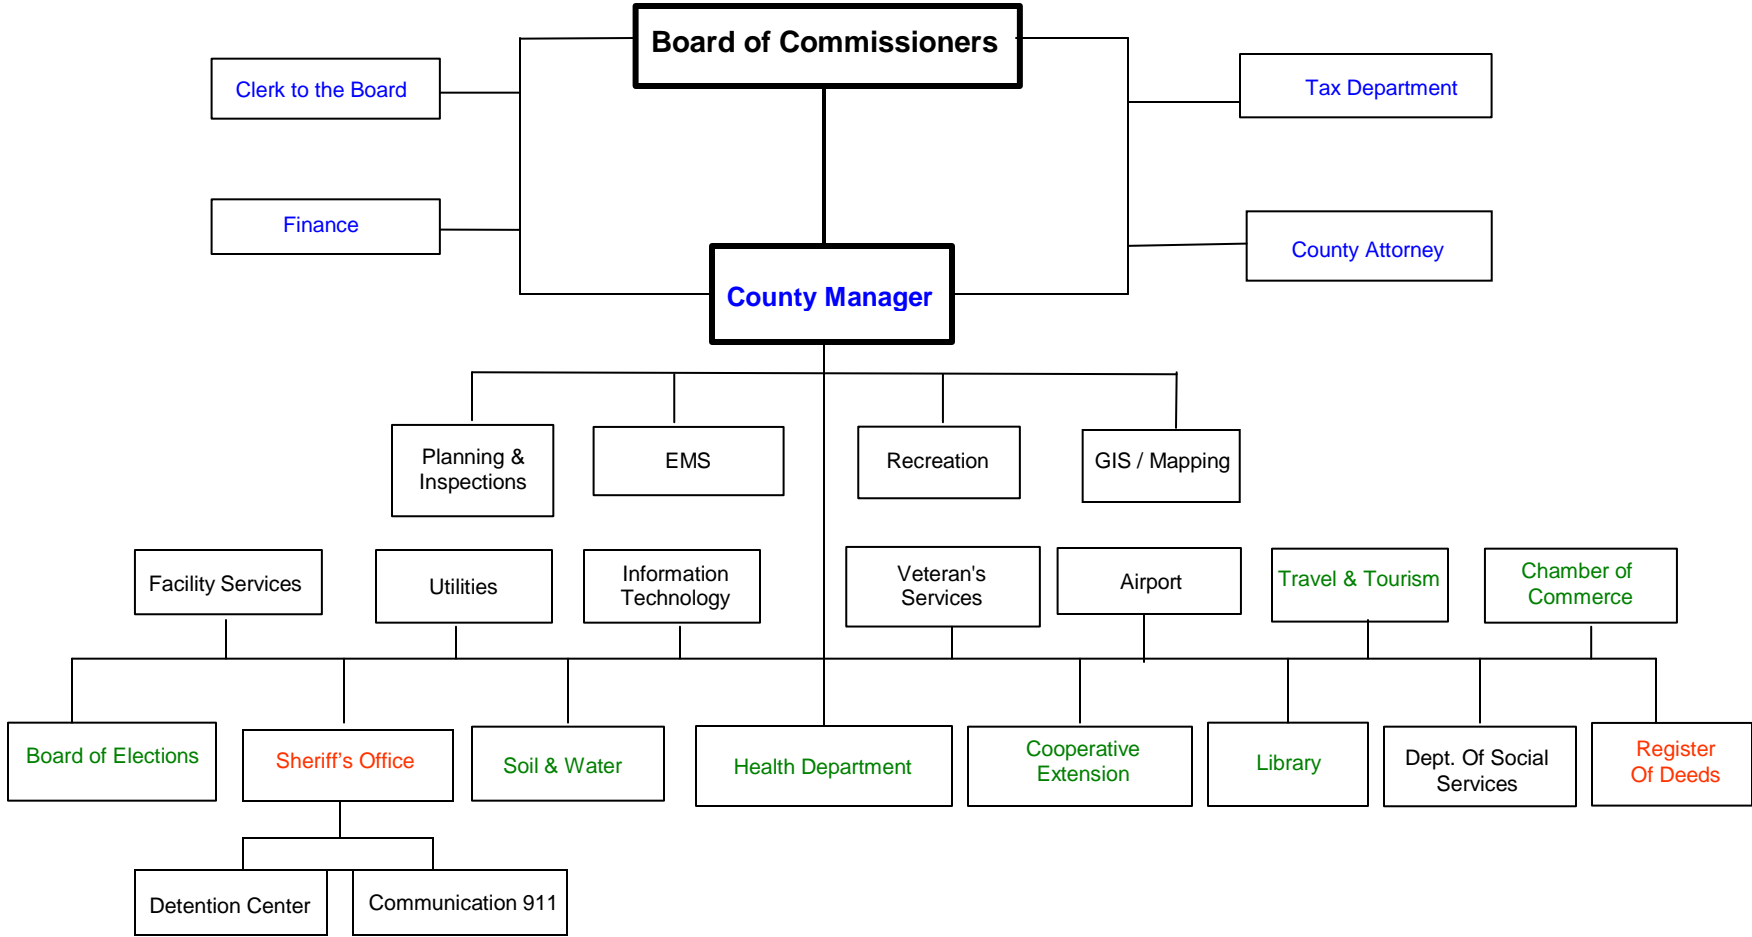 Board of Commissioners
Clerk to the Board
Tax Department
Finance
County Attorney
County Manager
Planning &
Inspections
EMS
Recreation
GIS / Mapping
Facility Services
Utilities
Information
Technology
Veteran's
Services
Airport
Travel & Tourism
Chamber of
Commerce
Board of Elections
Sheriff’s Office
Soil & Water
Health Department
Cooperative
Extension
Library
Dept. Of Social
Services
Register
Of Deeds
Detention Center
Communication 911